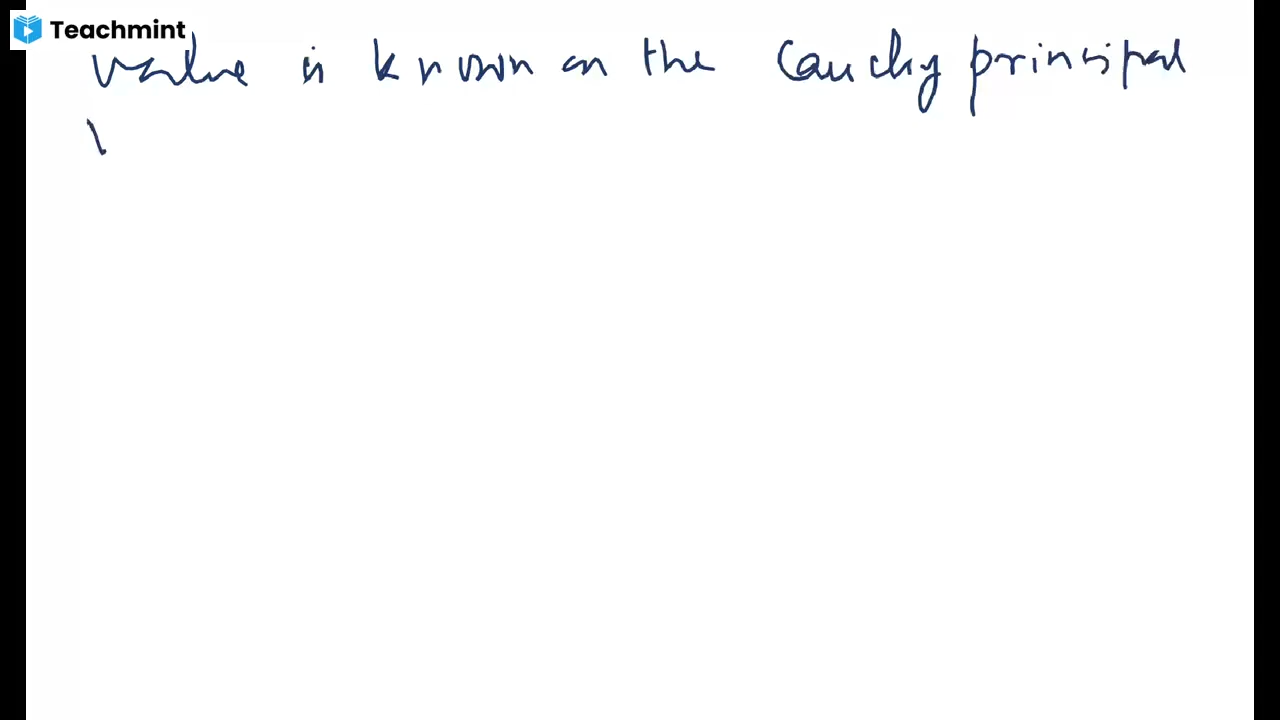 Teachmint
value is known as the Cauchy principal